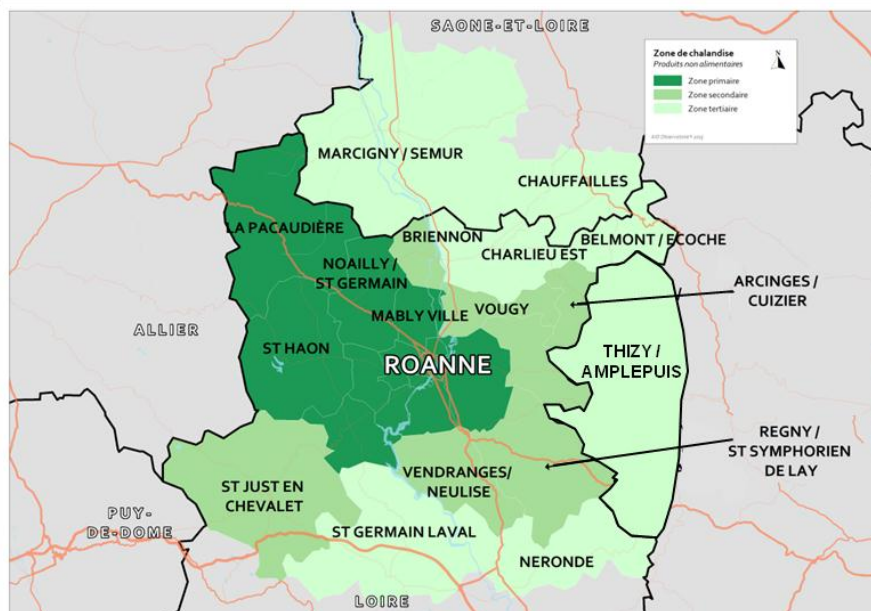 SAONE-ET-LOIRE
Zone de chalandise
Produits non alimentaires
N
Zone primaire
Zone secondaire
Zone tertiaire
MARCIGNY / SEMUR
CHAUFFAILLES
LA PACAUDIÈRE
BRIENNON
BELMONT / ECOCHE
CHARLIEU EST
NOAILLY /
ST GERMAIN
ARCINGES /
CUIZIER
MABLY VILLE
VOUGY
ALLIER
ST HAON
ROANNE
THIZY /
AMPLEPUIS
REGNY /
ST SYMPHORIEN
DE LAY
VENDRANGES/
NEULISE
ST JUST EN
CHEVALET
PUY-
DE-DOME
ST GERMAIN LAVAL
NERONDE
LOIRE